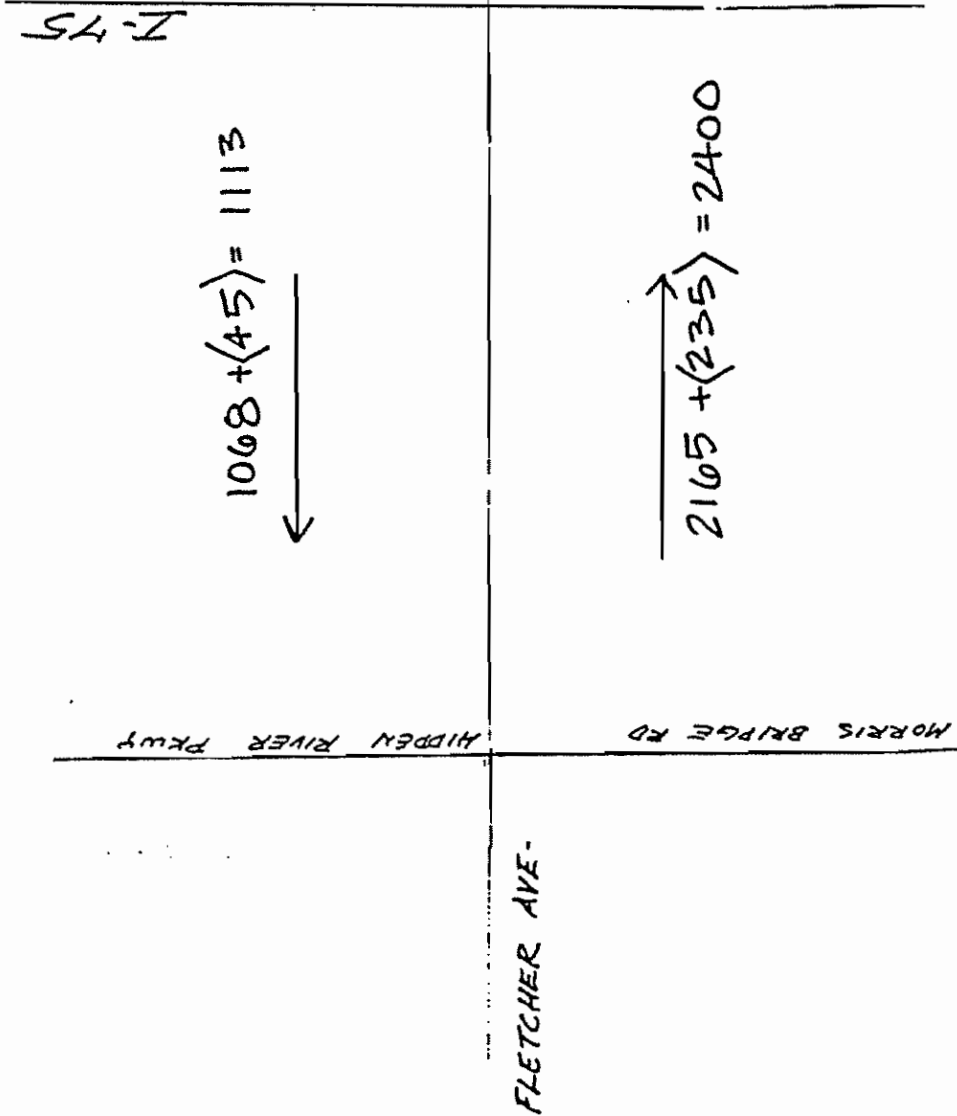 I-75
1068 +<45>= 1113
2165 +<235> = 2400
HIDDEN RIVER PKWY
MORRIS BRIDGE RD
FLETCHER AVE-